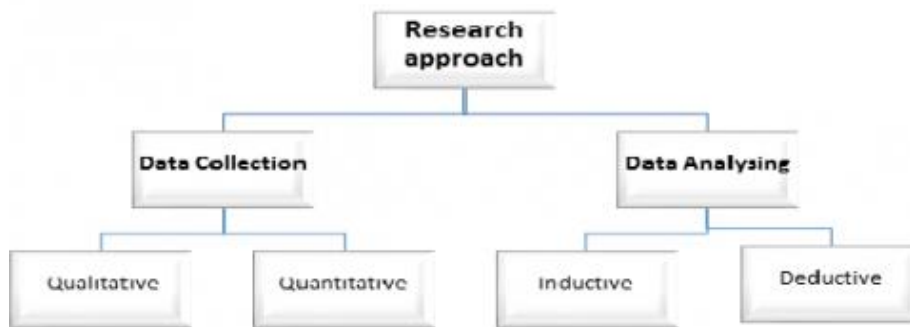 Research
approach
Data Collection
Data Analysing
Qualitative
Quantitative
Inductive
Deductive